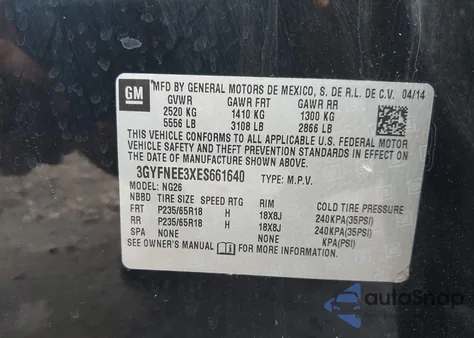 GM
MFD BY GENERAL MOTORS DE MEXICO, S. DE R.L. DE C.V. 04/14
GVWR GAWR FRT GAWR RR
2520 KG 1410 KG 1300 KG
5556 LB 3108 LB 2866 LB
THIS VEHICLE CONFORMS TO ALL APPLICABLE U.S. FEDERAL MOTOR
VEHICLE SAFETY, BUMPER, AND THEFT PREVENTION
STANDARDS IN EFFECT ON THE DATE OF MANUFACTURE SHOWN ABOVE.
3GYFNEE3XES661640 TYPE: M.P.V.
MODEL: NG26
NBBD TIRE SIZE SPEED RTG RIM COLD TIRE PRESSURE
FRT P235/65R18 H 18X8J 240KPA(35PSI)
RR P235/65R18 H 18X8J 240KPA(35PSI)
SPA NONE NONE KPA(PSI)
SEE OWNER'S MANUAL FOR MORE INFORMATION.
autoSnap